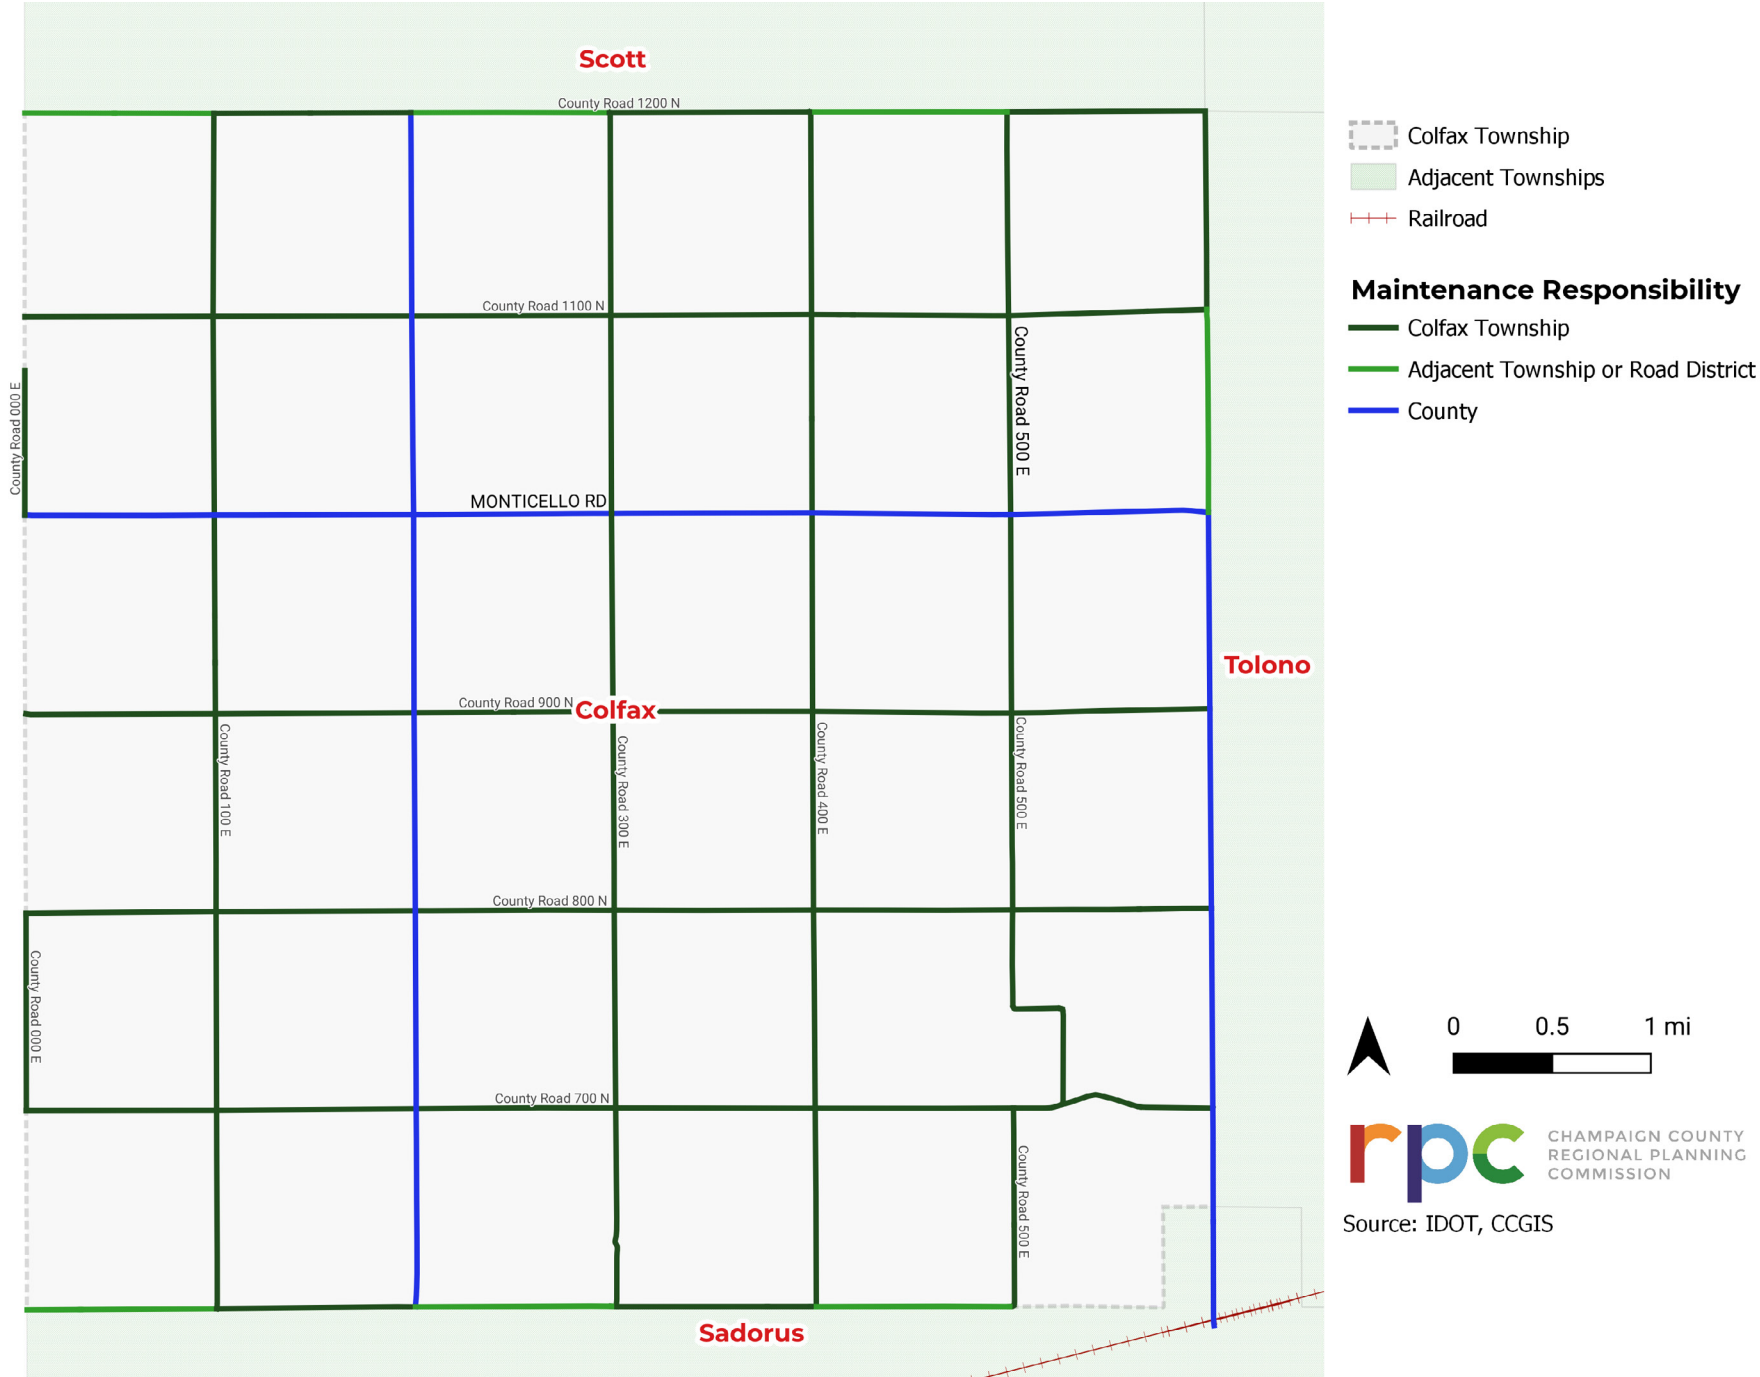 Scott
County Road 1200 N
County Road 1100 N
County Road 500 E
County Road 000 E
MONTICELLO RD
Tolono
County Road 900 N
Colfax
County Road 100 E
County Road 300 E
County Road 400 E
County Road 500 E
County Road 800 N
County Road 000 E
County Road 700 N
County Road 500 E
Sadorus
Colfax Township
Adjacent Townships
Railroad
Maintenance Responsibility
Colfax Township
Adjacent Township or Road District
County
0 0.5 1 mi
rpc
CHAMPAIGN COUNTY
REGIONAL PLANNING
COMMISSION
Source: IDOT, CCGIS